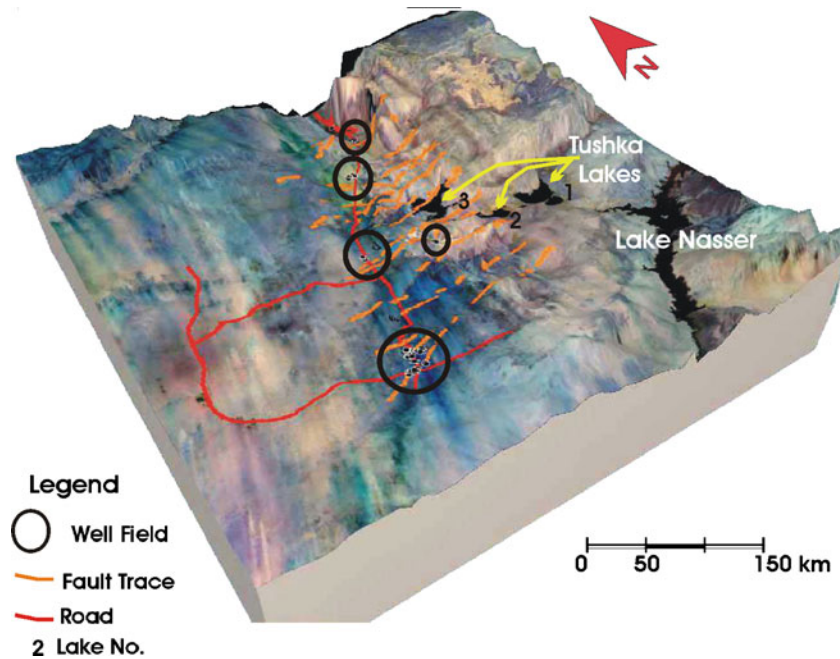 N
Tushka
Lakes
1
3
2
Lake Nasser
Legend
Well Field
Fault Trace
Road
2 Lake No.
0 50 150 km